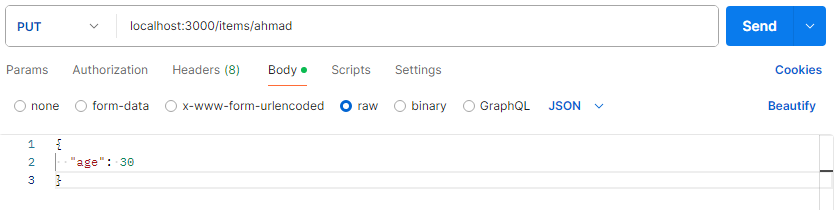 PUT localhost:3000/items/ahmad Send
Params Authorization Headers (8) Body Scripts Settings Cookies
none form-data x-www-form-urlencoded raw binary GraphQL JSON Beautify
1 {
2 "age": 30
3 }